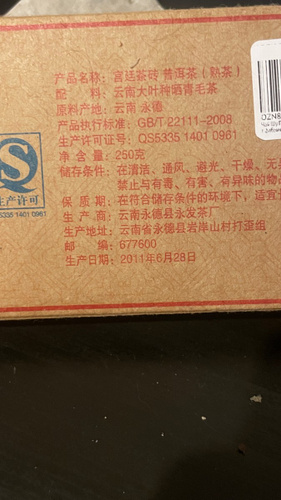 产品名称：宫廷茶砖 普洱茶（熟茶）
配　　料：云南大叶种晒青毛茶
原料产地：云南 永德
产品执行标准：GB/T-22111-2008
生产许可证号：QS5335 1401 0961
净 含 量：250克
储存条件：在清洁、通风、避光、干燥、无
禁止与有毒、有害、有异味的物
保 质 期：在符合储存条件的环境下，适宜
生 产 商：云南永德县永发茶厂
生产地址：云南省永德县岩岸山村打歪组
邮　　编：677600
生产日期：2011年6月28日
S
生产许可
5335 1401 0961